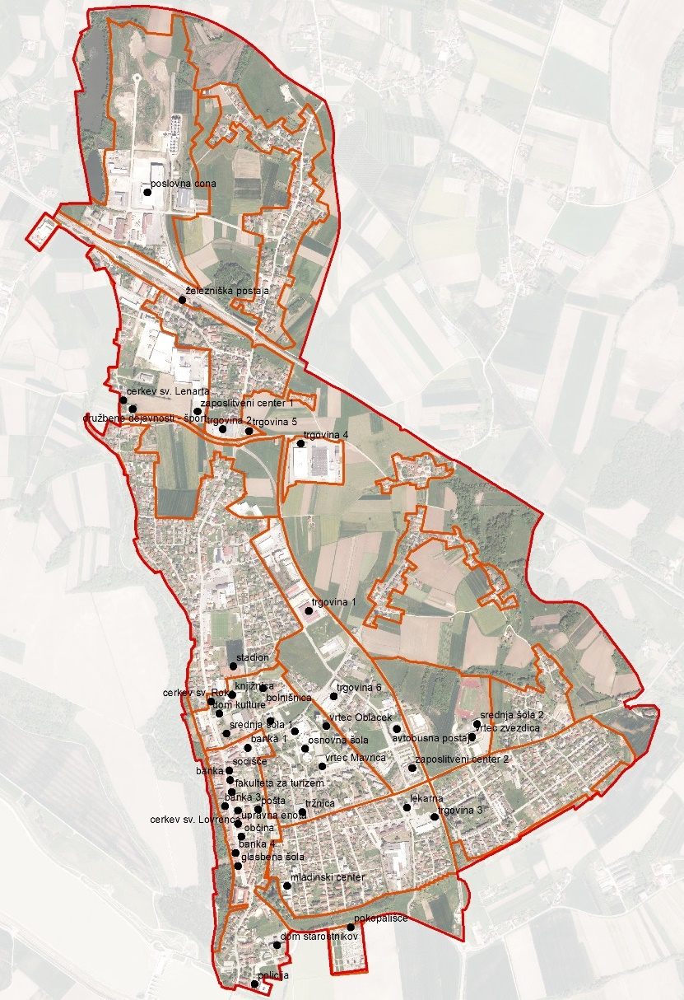 poslovna cona
železniška postaja
cerkev sv. Lenarta
zaposlitveni center 1
družbene dejavnosti - šport
trgovina 2
trgovina 5
trgovina 4
trgovina 1
stadion
knjižnica
trgovina 6
cerkev sv. Roka
bolnišnica
dom kulture
srednja šola 2
vrtec Oblaček
srednja šola 1
vrtec zvezdica
banka 1
osnovna šola
avtobusna postaja
vrtec Mavrica
zaposlitveni center 2
sodišče
banka
fakulteta za turizem
banka 3
pošta
tržnica
lekarna
upravna enota
trgovina 3
cerkev sv. Lovrenca
občina
banka 4
glasbena šola
mladinski center
pokopališče
dom starostnikov
policija